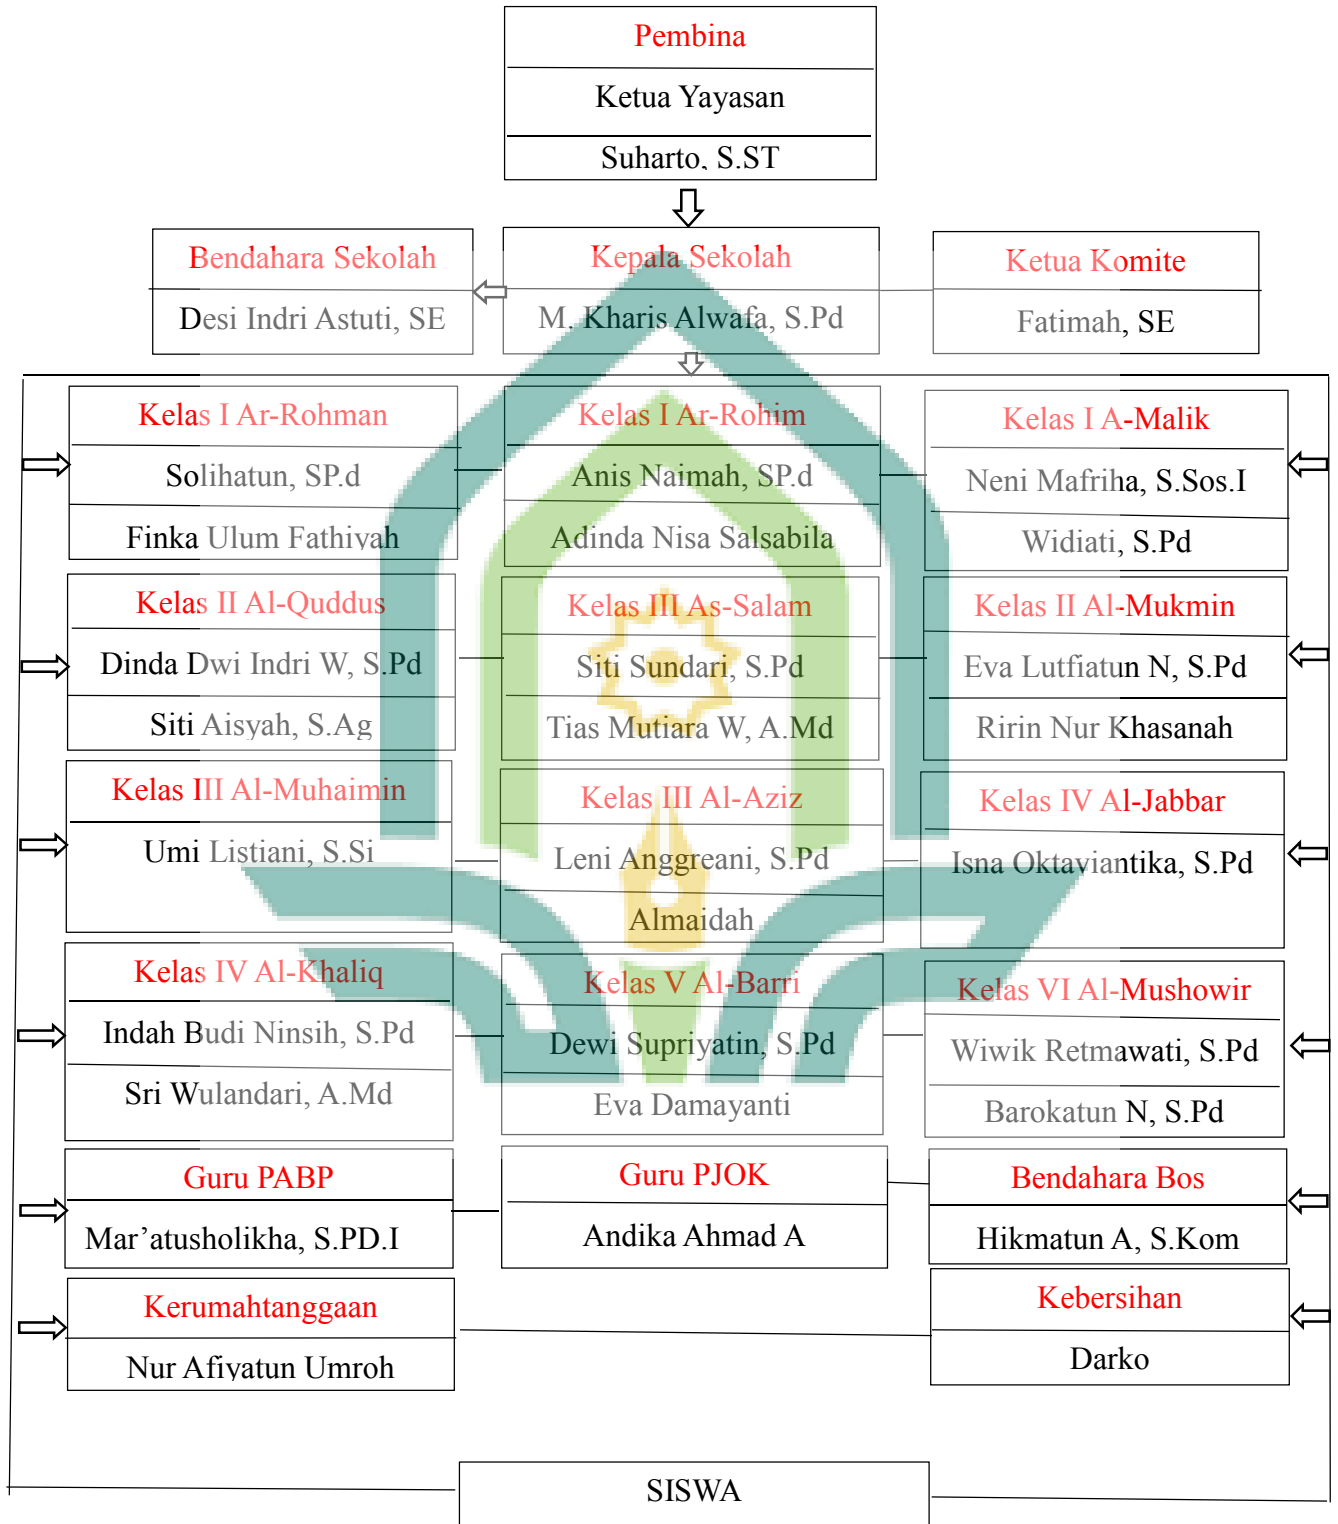 Pembina
Ketua Yayasan
Suharto, S.ST
Bendahara Sekolah
Desi Indri Astuti, SE
Kepala Sekolah
M. Kharis Alwafa, S.Pd
Ketua Komite
Fatimah, SE
Kelas I Ar-Rohman
Solihatun, SP.d
Finka Ulum Fathiyah
Kelas I Ar-Rohim
Anis Naimah, SP.d
Adinda Nisa Salsabila
Kelas I A-Malik
Neni Mafriha, S.Sos.I
Widiati, S.Pd
Kelas II Al-Quddus
Dinda Dwi Indri W, S.Pd
Siti Aisyah, S.Ag
Kelas III As-Salam
Siti Sundari, S.Pd
Tias Mutiara W, A.Md
Kelas II Al-Mukmin
Eva Lutfiatun N, S.Pd
Ririn Nur Khasanah
Kelas III Al-Muhaimin
Umi Listiani, S.Si
Kelas III Al-Aziz
Leni Anggreani, S.Pd
Almaidah
Kelas IV Al-Jabbar
Isna Oktaviantika, S.Pd
Kelas IV Al-Khaliq
Indah Budi Ninsih, S.Pd
Sri Wulandari, A.Md
Kelas V Al-Barri
Dewi Supriyatin, S.Pd
Eva Damayanti
Kelas VI Al-Mushowir
Wiwik Retmawati, S.Pd
Barokatun N, S.Pd
Guru PABP
Mar’atusholikha, S.PD.I
Guru PJOK
Andika Ahmad A
Bendahara Bos
Hikmatun A, S.Kom
Kerumahtanggaan
Nur Afiyatun Umroh
Kebersihan
Darko
SISWA